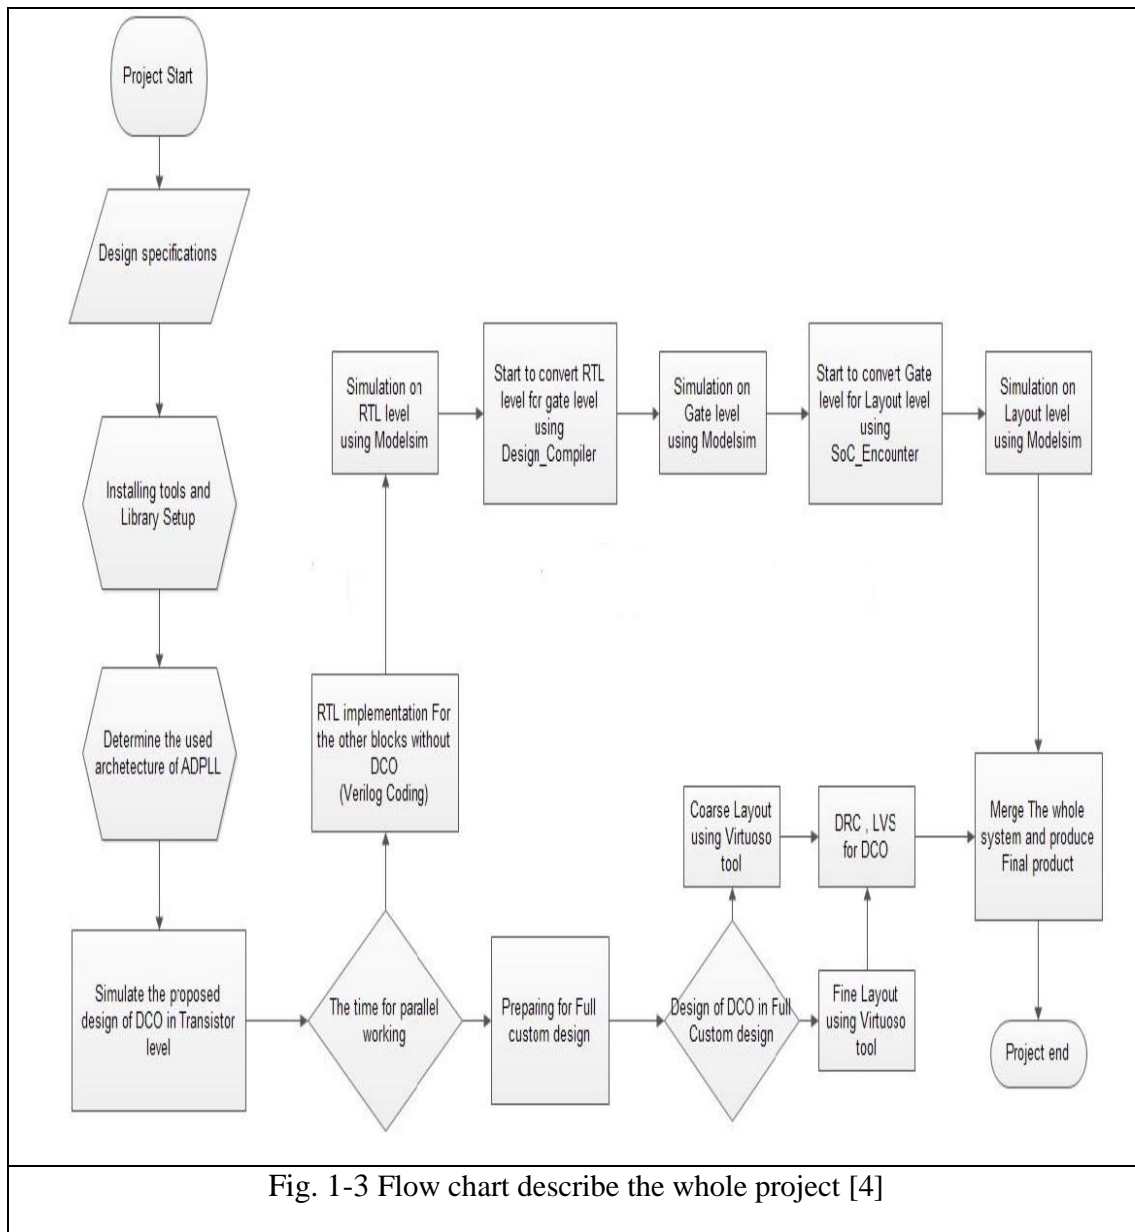 Project Start
Design specifications
Installing tools and
Library Setup
Determine the used
archetecture of ADPLL
Simulate the proposed
design of DCO in Transistor
level
The time for parallel
working
RTL implementation For
the other blocks without
DCO
(Verilog Coding)
Simulation on
RTL level
using Modelsim
Start to convert RTL
level for gate level
using
Design_Compiler
Simulation on
Gate level
using Modelsim
Start to convert Gate
level for Layout level
using
SoC_Encounter
Simulation on
Layout level
using Modelsim
Preparing for Full
custom design
Design of DCO in Full
Custom design
Coarse Layout
using Virtuoso
tool
Fine Layout
using Virtuoso
tool
DRC , LVS
for DCO
Merge The whole
system and produce
Final product
Project end
Fig. 1-3 Flow chart describe the whole project [4]